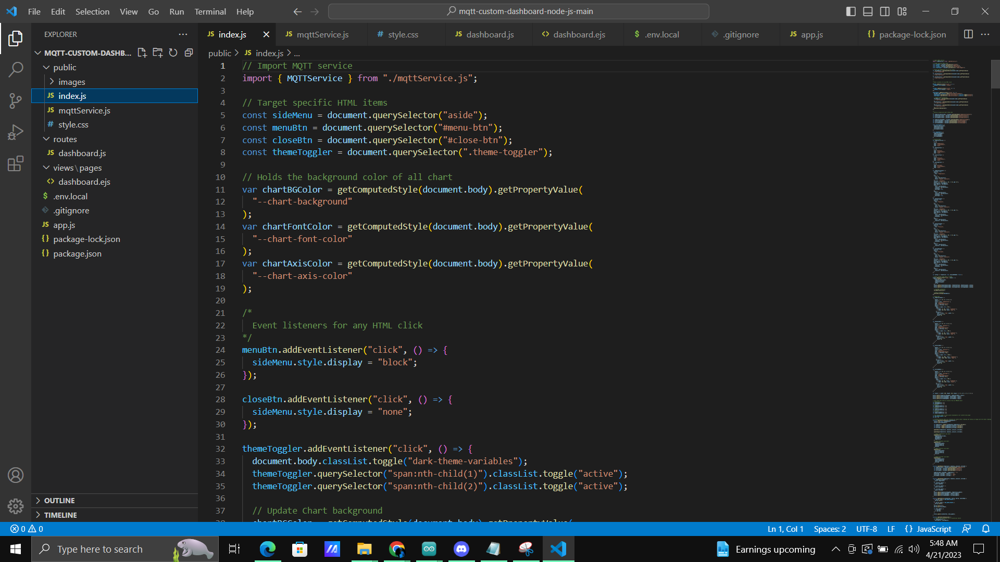 File Edit Selection View Go Run Terminal Help
mqtt-custom-dashboard-node-js-main
EXPLORER
MQTT-CUSTOM-DASHB...
public
images
index.js
mqttService.js
style.css
routes
dashboard.js
views\pages
dashboard.ejs
.env.local
.gitignore
app.js
package-lock.json
package.json
OUTLINE
TIMELINE
index.js mqttService.js style.css dashboard.js dashboard.ejs .env.local .gitignore app.js package-lock.json
public > JS index.js > ...
1 // Import MQTT service
2 import { MQTTService } from "./mqttService.js";
3
4 // Target specific HTML items
5 const sideMenu = document.querySelector("aside");
6 const menuBtn = document.querySelector("#menu-btn");
7 const closeBtn = document.querySelector("#close-btn");
8 const themeToggler = document.querySelector(".theme-toggler");
9
10 // Holds the background color of all chart
11 var chartBGColor = getComputedStyle(document.body).getPropertyValue(
12 "--chart-background"
13 );
14 var chartFontColor = getComputedStyle(document.body).getPropertyValue(
15 "--chart-font-color"
16 );
17 var chartAxisColor = getComputedStyle(document.body).getPropertyValue(
18 "--chart-axis-color"
19 );
20
21 /*
22 Event listeners for any HTML click
23 */
24 menuBtn.addEventListener("click", () => {
25 sideMenu.style.display = "block";
26 });
27
28 closeBtn.addEventListener("click", () => {
29 sideMenu.style.display = "none";
30 });
31
32 themeToggler.addEventListener("click", () => {
33 document.body.classList.toggle("dark-theme-variables");
34 themeToggler.querySelector("span:nth-child(1)").classList.toggle("active");
35 themeToggler.querySelector("span:nth-child(2)").classList.toggle("active");
36
37 // Update Chart background
38 chartBGColor = getComputedStyle(document.body).getPropertyValue(
0 0
Ln 1, Col 1 Spaces: 2 UTF-8 LF {} JavaScript
Type here to search
Earnings upcoming
5:48 AM
4/21/2023